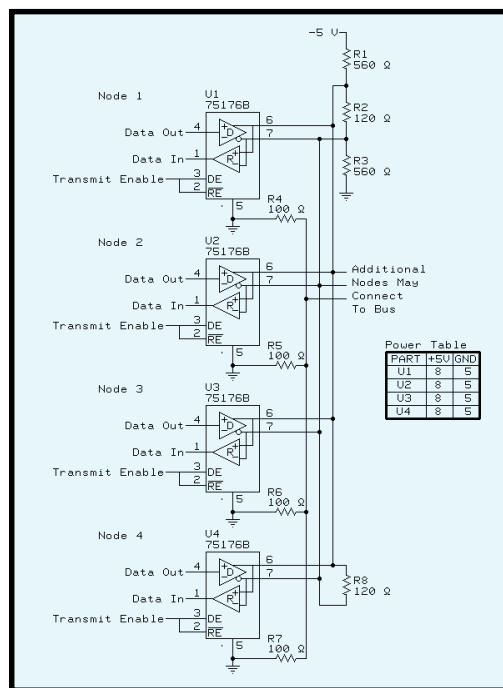 -5 V
R1
560 Ω
R2
120 Ω
R3
560 Ω
Node 1
U1
75176B
Data Out 4
+ D -
6
7
Data In 1
R + -
Transmit Enable 3 DE
2 RE
5
R4
100 Ω
Node 2
U2
75176B
Data Out 4
+ D -
6
7
Data In 1
R + -
Transmit Enable 3 DE
2 RE
5
R5
100 Ω
Additional
Nodes May
Connect
To Bus
Power Table
PART +5V GND
U1 8 5
U2 8 5
U3 8 5
U4 8 5
Node 3
U3
75176B
Data Out 4
+ D -
6
7
Data In 1
R + -
Transmit Enable 3 DE
2 RE
5
R6
100 Ω
Node 4
U4
75176B
Data Out 4
+ D -
6
7
Data In 1
R + -
Transmit Enable 3 DE
2 RE
5
R7
100 Ω
R8
120 Ω